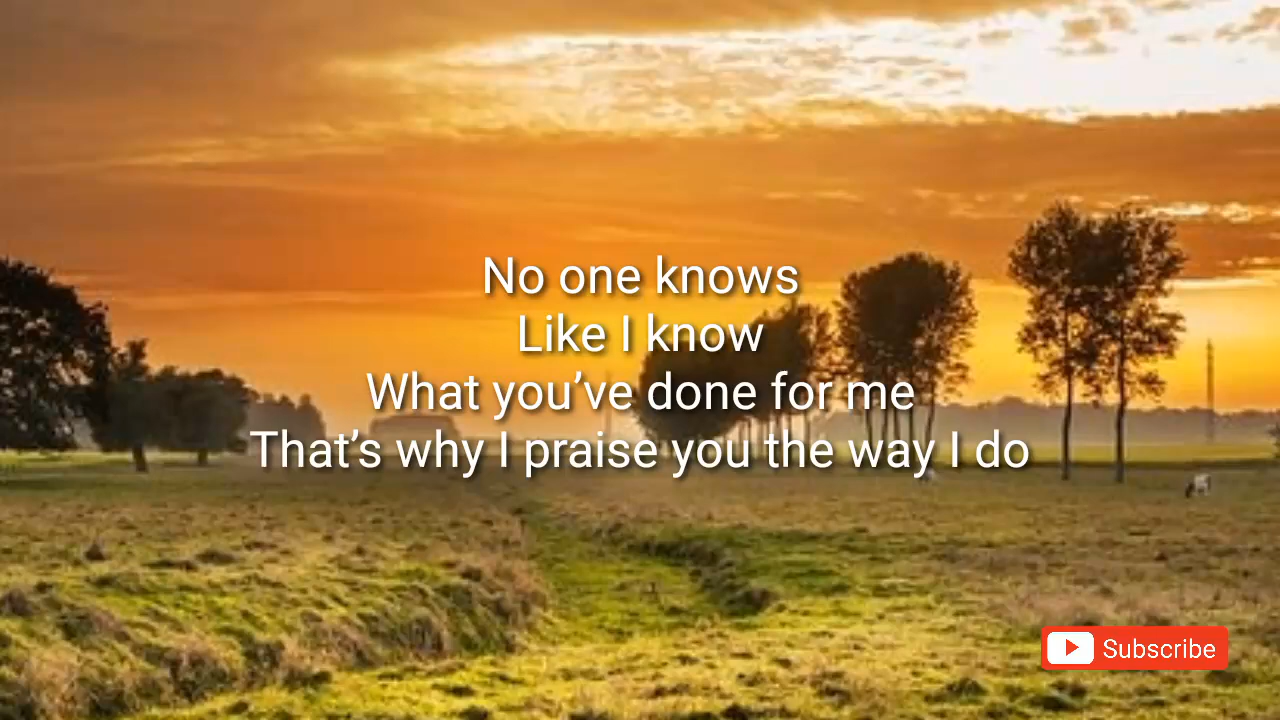 No one knows
Like I know
What you’ve done for me
That’s why I praise you the way I do
Subscribe